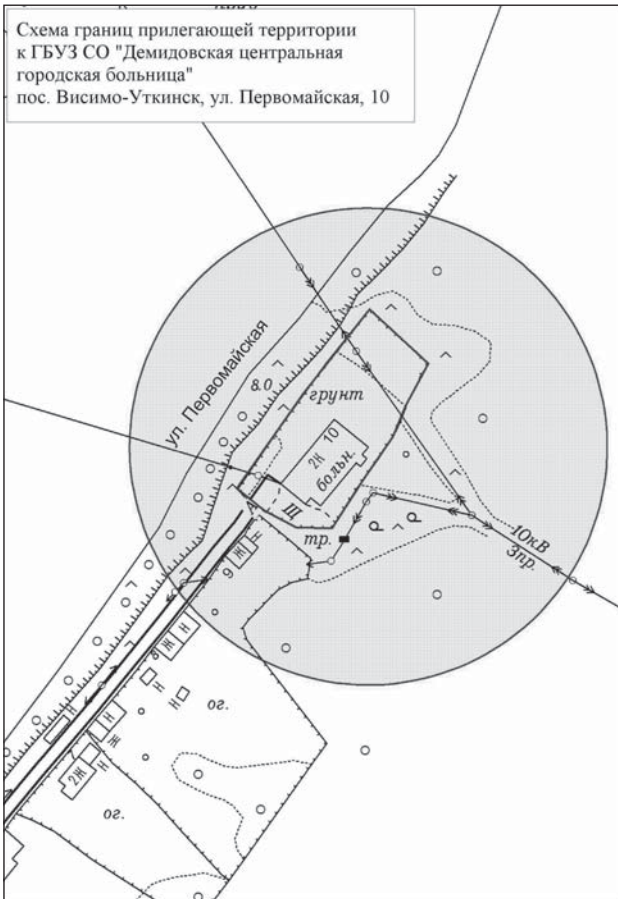 Схема границ прилегающей территории
к ГБУЗ СО "Демидовская центральная
городская больница"
пос. Висимо-Уткинск, ул. Первомайская, 10
ул. Первомайская
8.0
грунт
2Н 10
больн.
Щ
тр.
Р Р
10кВ
3пр.
Н
Ж
9
Ж Н
8
Н
Н
ог.
Н
Н
Ж
Н
2Ж
ог.